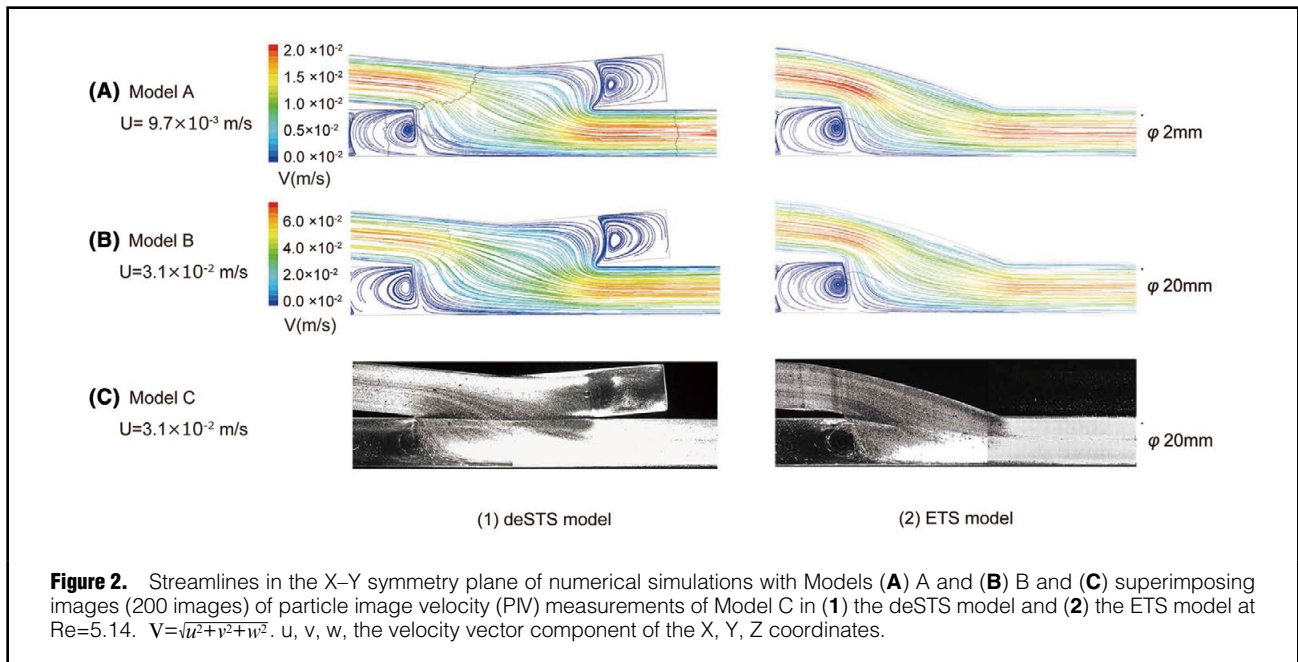 (A) Model A
U= 9.7×10⁻³ m/s
2.0 ×10⁻²
1.5 ×10⁻²
1.0 ×10⁻²
0.5×10⁻²
0.0 ×10⁻²
V(m/s)
φ 2mm
(B) Model B
U=3.1×10⁻² m/s
6.0 ×10⁻²
4.0 ×10⁻²
2.0×10⁻²
0.0 ×10⁻²
V(m/s)
φ 20mm
(C) Model C
U=3.1×10⁻² m/s
φ 20mm
(1) deSTS model
(2) ETS model
Figure 2. Streamlines in the X–Y symmetry plane of numerical simulations with Models (A) A and (B) B and (C) superimposing
images (200 images) of particle image velocity (PIV) measurements of Model C in (1) the deSTS model and (2) the ETS model at
Re=5.14. V=√u²+v²+w². u, v, w, the velocity vector component of the X, Y, Z coordinates.